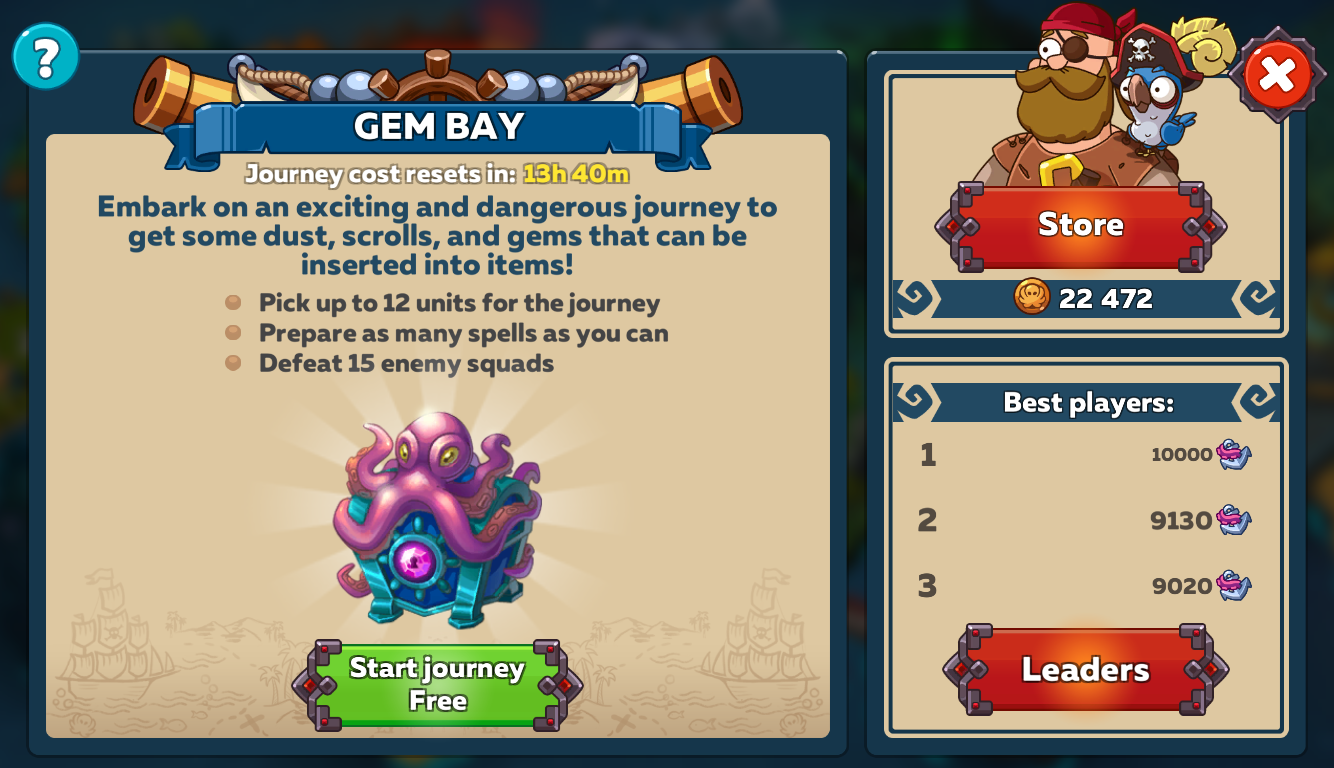 ?
GEM BAY
Journey cost resets in: 13h 40m
Embark on an exciting and dangerous journey to
get some dust, scrolls, and gems that can be
inserted into items!
Pick up to 12 units for the journey
Prepare as many spells as you can
Defeat 15 enemy squads
Start journey
Free
Store
22 472
Best players:
1 10000
2 9130
3 9020
Leaders